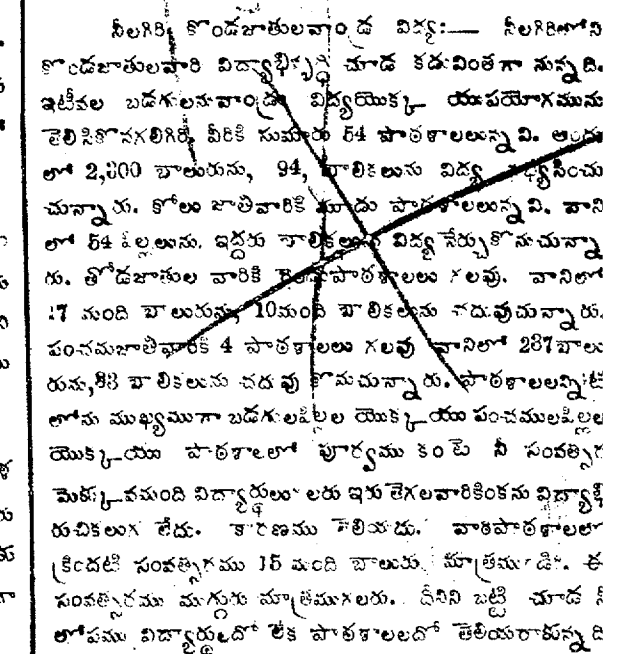 నీలగిరి కొండజాతులవాండ్ర విద్య:— నీలగిరిలోని
కొండజాతులవారి విద్యాభివృద్ధి చూడ కడువింతగా నున్నది.
ఇటీవల బడగులనువాండ్రు విద్యయొక్క యుపయోగమును
తెలిసికొనగలిగిరి. వీరికి సుమారు 54 పాఠశాలలున్నవి. అందు
లో 2,300 బాలురును, 94, బాలికలును విద్య నభ్యసించు
చున్నారు. కోలు జాతివారికి మూడు పాఠశాలలున్నవి. వాని
లో 54 పిల్లలును. ఇద్దరు బాలికలును విద్య నేర్చుకొనుచున్నా
రు. తోడజాతుల వారికి పాఠశాలలు గలవు. వానిలో
17 మంది బాలురును, 10మంది బాలికలును చదువుచున్నారు.
పంచమజాతివారికి 4 పాఠశాలలు గలవు వానిలో 287బాలు
రును,83 బాలికలును చదువు కొనుచున్నారు. పాఠశాలలన్నిటి
లోను ముఖ్యముగా బడగులపిల్లల యొక్కయు పంచములపిల్లల
యొక్కయు పాఠశాలలో పూర్వము కంటె నీ సంవత్సర
మెక్కువమంది విద్యార్థులు లరు ఇరు తెగలవారికింకను విద్యాభి
రుచికలుగ లేదు. కారణము తెలియదు. వారిపాఠశాలలో
క్రిందటి సంవత్సరము 15 మంది బాలురు మాత్రము ఈ
సంవత్సరము ముగ్గురు మాత్రముగలరు. దీనిని బట్టి చూడ నీ
లోపము విద్యార్థులదో లేక పాఠశాలలదో తెలియరాకున్నది